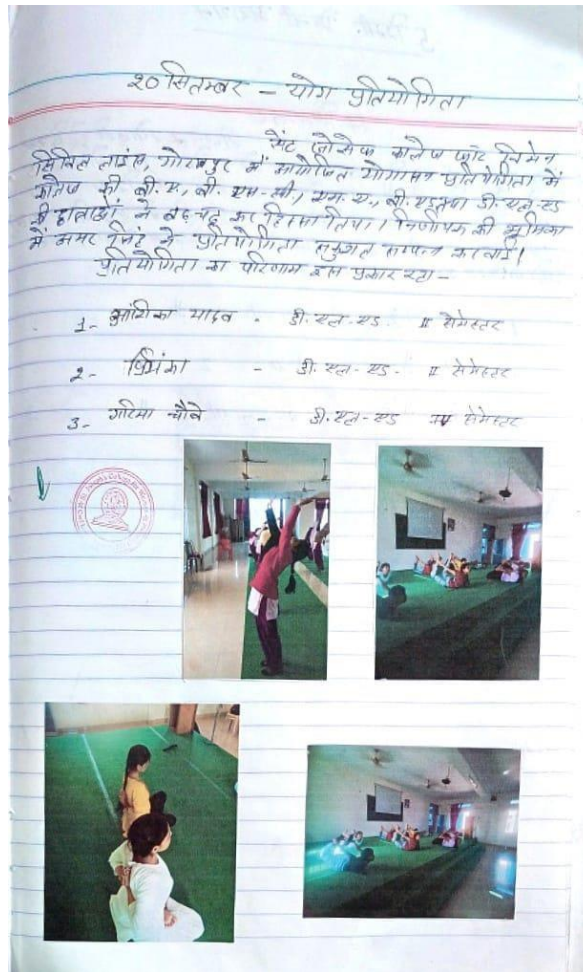 20 सितम्बर - योग प्रतियोगिता
सेंट जोसेफ कालेज फॉर विमेन
सिविल लाइंस, गोरखपुर में आयोजित योगासन प्रतियोगिता में
कॉलेज की बी.ए., बी. एस-सी., एम.ए., बी.एड तथा डी.एल.एड
की छात्राओं ने बढ़चढ़ कर हिस्सा लिया। निर्णायक की भूमिका
में अमर सिंह ने प्रतियोगिता सकुशल सम्पन्न करवाई।
प्रतियोगिता का परिणाम इस प्रकार रहा -
1- आंशिका यादव - डी.एल-एड. II सेमेस्टर
2- प्रियंका - डी.एल-एड- II सेमेस्टर
3- गरिमा चौबे - डी.एल-एड सेमेस्टर